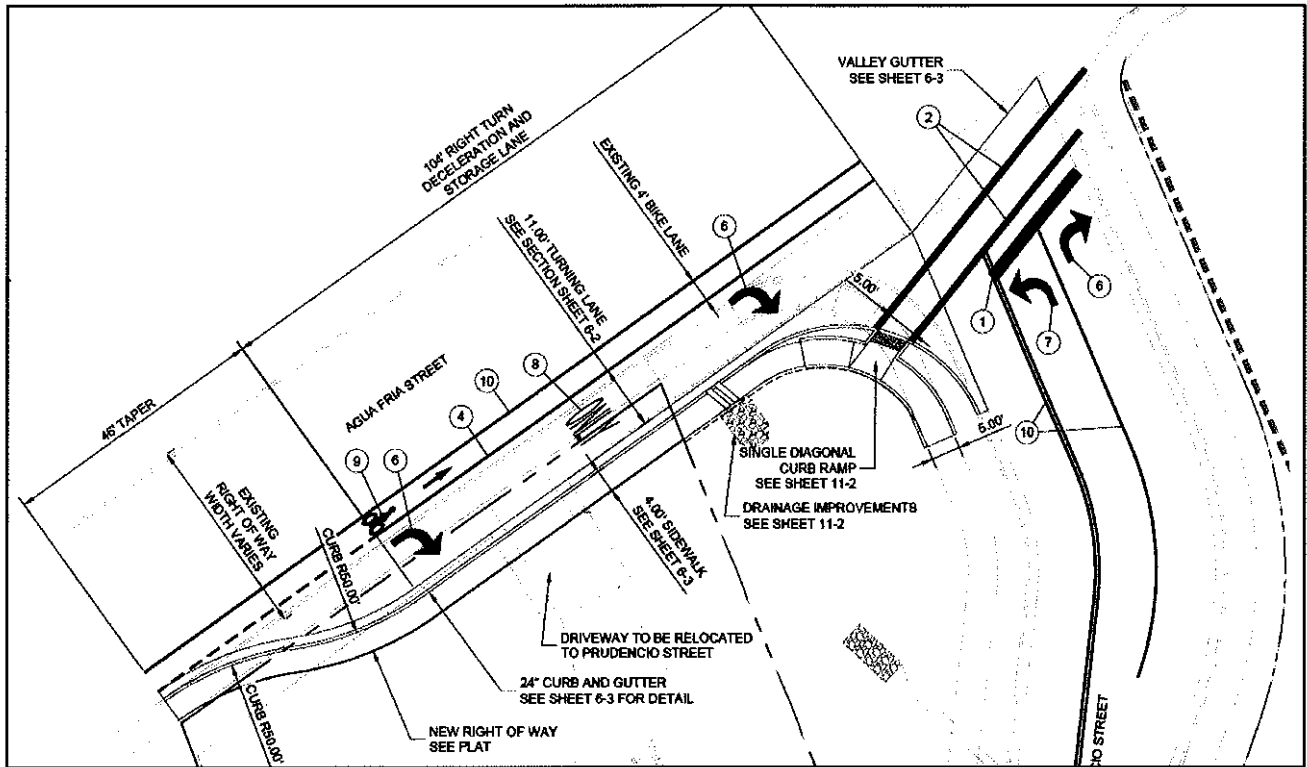 VALLEY GUTTER
SEE SHEET 6-3
2
104' RIGHT TURN
DECELERATION AND
STORAGE LANE
EXISTING 4' BIKE LANE
6
11.00' TURNING LANE
SEE SECTION SHEET 6-2
5.00'
6
1
7
8
AGUA FRIA STREET
10
4
46' TAPER
9
6
EXISTING
RIGHT OF WAY
WIDTH VARIES
CURB R50.00'
5.00'
10
SINGLE DIAGONAL
CURB RAMP
SEE SHEET 11-2
DRAINAGE IMPROVEMENTS
SEE SHEET 11-2
4.00' SIDEWALK
SEE SHEET 6-3
DRIVEWAY TO BE RELOCATED
TO PRUDENCIO STREET
24" CURB AND GUTTER
SEE SHEET 6-3 FOR DETAIL
CURB R50.00'
NEW RIGHT OF WAY
SEE PLAT
CIO STREET